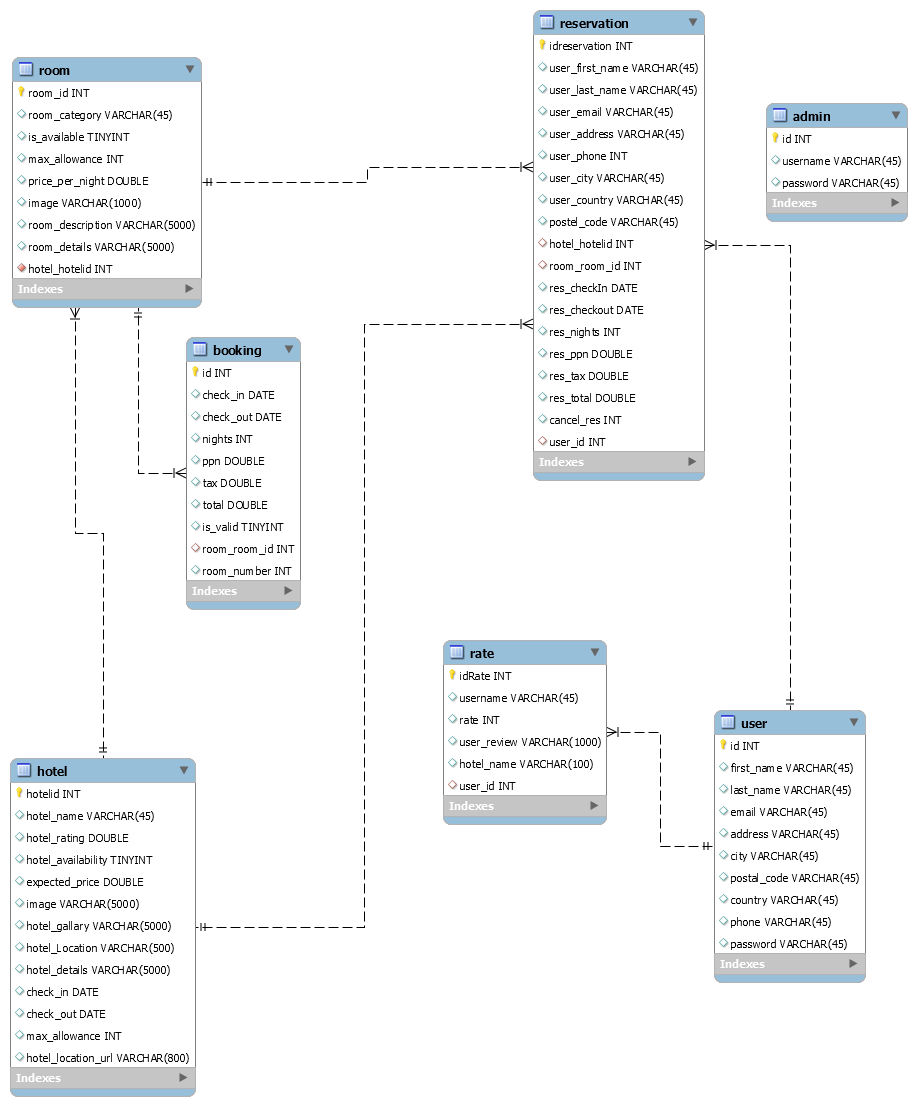 reservation
idreservation INT
user_first_name VARCHAR(45)
user_last_name VARCHAR(45)
user_email VARCHAR(45)
user_address VARCHAR(45)
user_phone INT
user_city VARCHAR(45)
user_country VARCHAR(45)
postel_code VARCHAR(45)
hotel_hotelid INT
room_room_id INT
res_checkIn DATE
res_checkout DATE
res_nights INT
res_ppn DOUBLE
res_tax DOUBLE
res_total DOUBLE
cancel_res INT
user_id INT
Indexes
room
room_id INT
room_category VARCHAR(45)
is_available TINYINT
max_allowance INT
price_per_night DOUBLE
image VARCHAR(1000)
room_description VARCHAR(5000)
room_details VARCHAR(5000)
hotel_hotelid INT
Indexes
admin
id INT
username VARCHAR(45)
password VARCHAR(45)
Indexes
booking
id INT
check_in DATE
check_out DATE
nights INT
ppn DOUBLE
tax DOUBLE
total DOUBLE
is_valid TINYINT
room_room_id INT
room_number INT
Indexes
rate
idRate INT
username VARCHAR(45)
rate INT
user_review VARCHAR(1000)
hotel_name VARCHAR(100)
user_id INT
Indexes
user
id INT
first_name VARCHAR(45)
last_name VARCHAR(45)
email VARCHAR(45)
address VARCHAR(45)
city VARCHAR(45)
postal_code VARCHAR(45)
country VARCHAR(45)
phone VARCHAR(45)
password VARCHAR(45)
Indexes
hotel
hotelid INT
hotel_name VARCHAR(45)
hotel_rating DOUBLE
hotel_availability TINYINT
expected_price DOUBLE
image VARCHAR(5000)
hotel_gallary VARCHAR(5000)
hotel_Location VARCHAR(500)
hotel_details VARCHAR(5000)
check_in DATE
check_out DATE
max_allowance INT
hotel_location_url VARCHAR(800)
Indexes